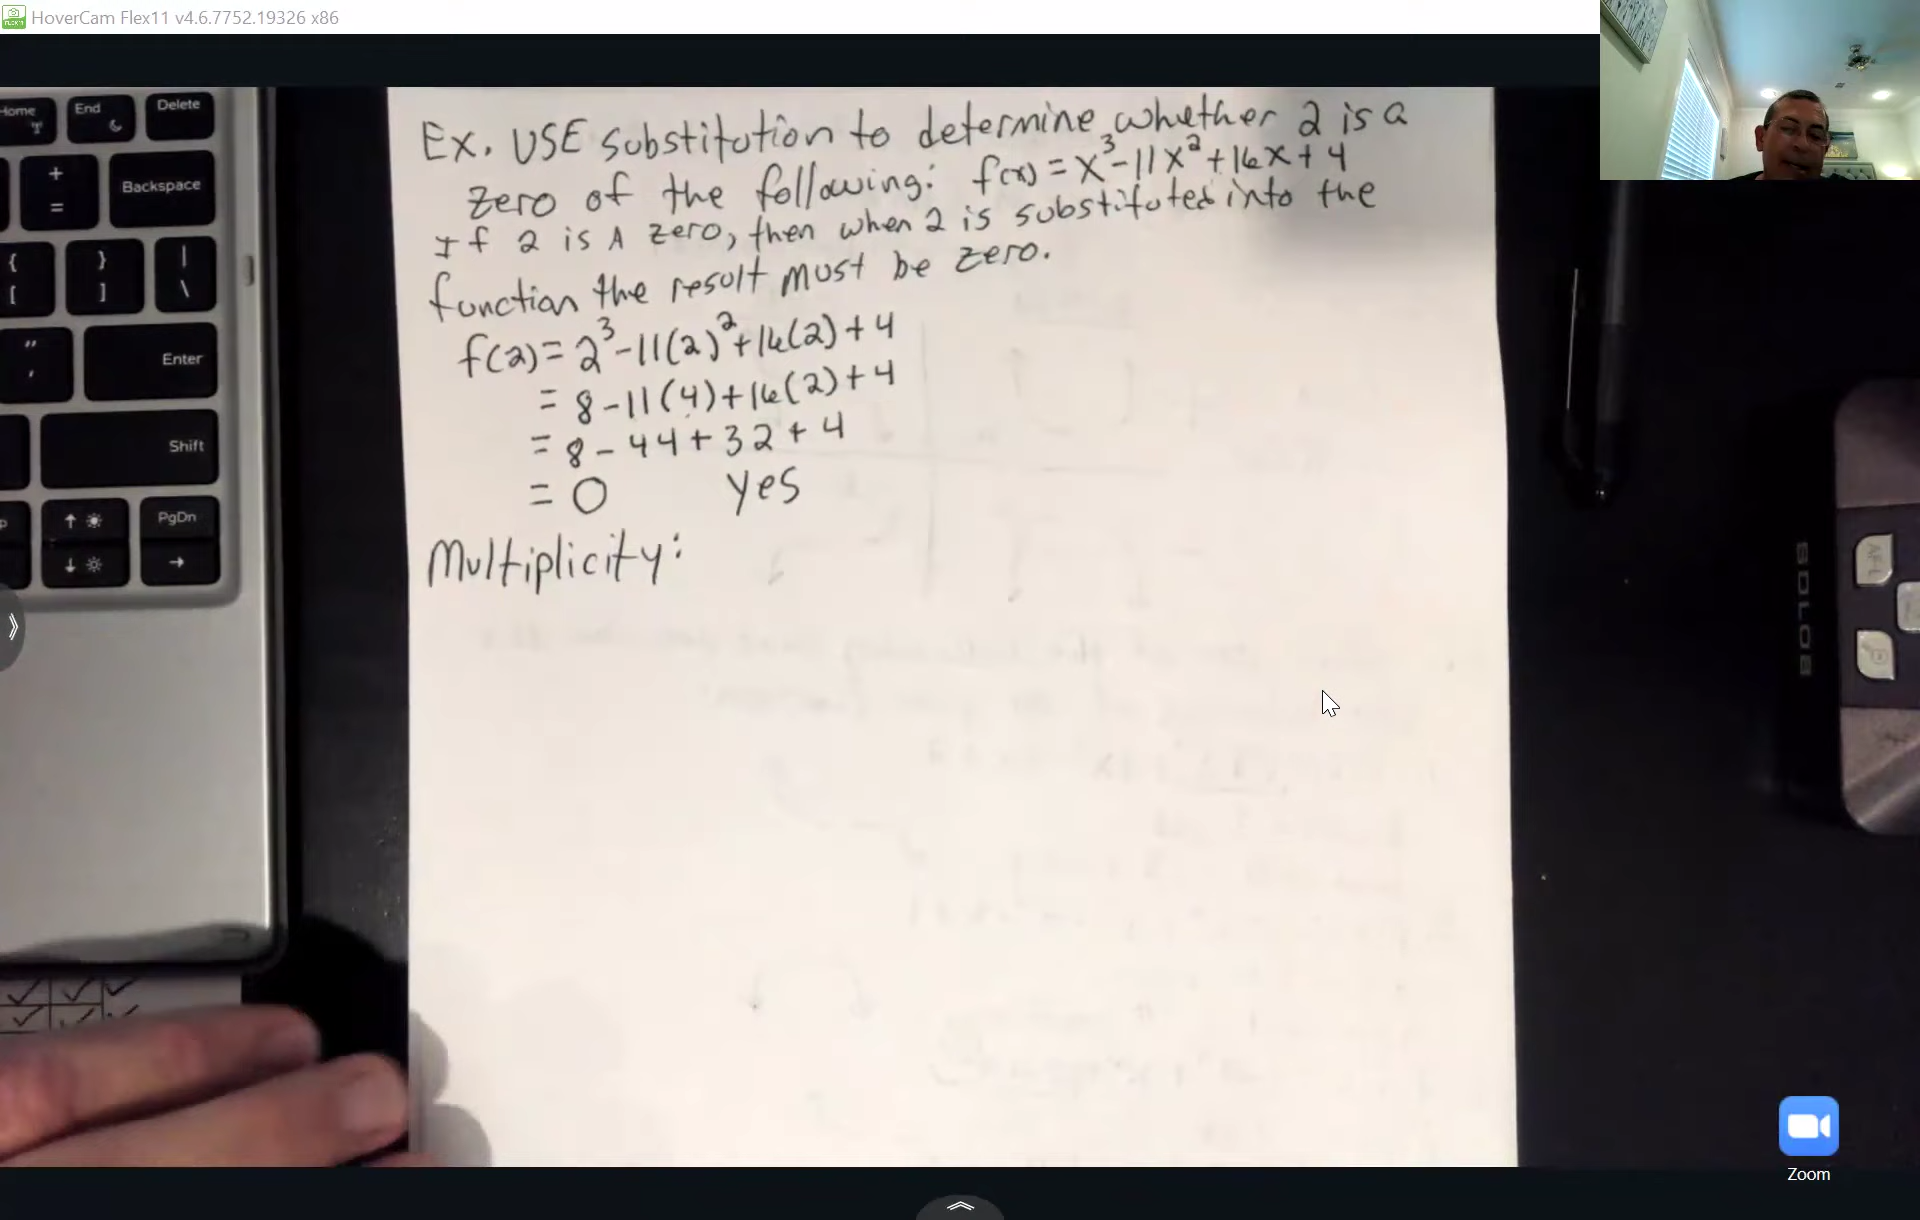 HoverCam Flex11 v4.6.7752.19326 x86
Ex. USE substitution to determine whether 2 is a
zero of the following: f(x) = x³-11x²+16x+4
If 2 is A zero, then when 2 is substituted into the
function the result must be zero.
f(2) = 2³-11(2)²+16(2)+4
= 8-11(4)+16(2)+4
= 8-44+32+4
= 0 yes
Multiplicity:
Home
End
Delete
+
=
Backspace
{
[
}
]
|
\
"
,
Enter
Shift
PgDn
SOLO8
Zoom